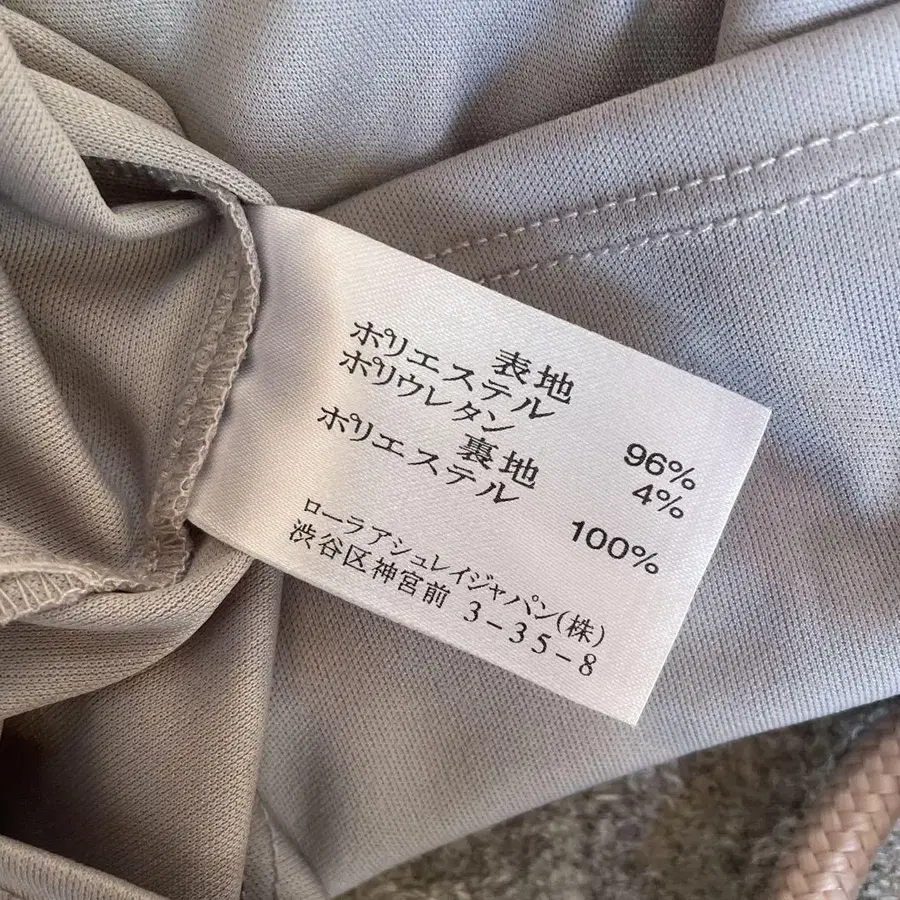 表地
ポリエステル 96%
ポリウレタン 4%
裏地
ポリエステル 100%
ローラアシュレイジャパン(株)
渋谷区神宮前 3-35-8